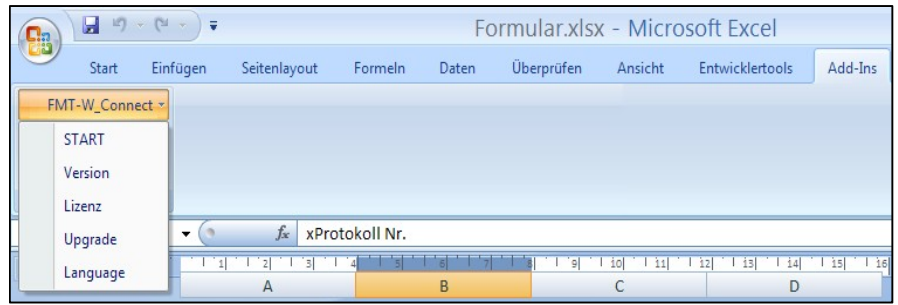 Formular.xlsx - Microsoft Excel
Start Einfügen Seitenlayout Formeln Daten Überprüfen Ansicht Entwicklertools Add-Ins
FMT-W_Connect
START
Version
Lizenz
Upgrade
Language
fx xProtokoll Nr.
1 2 3 4 5 6 7 8 9 10 11 12 13 14 15 16
A B C D